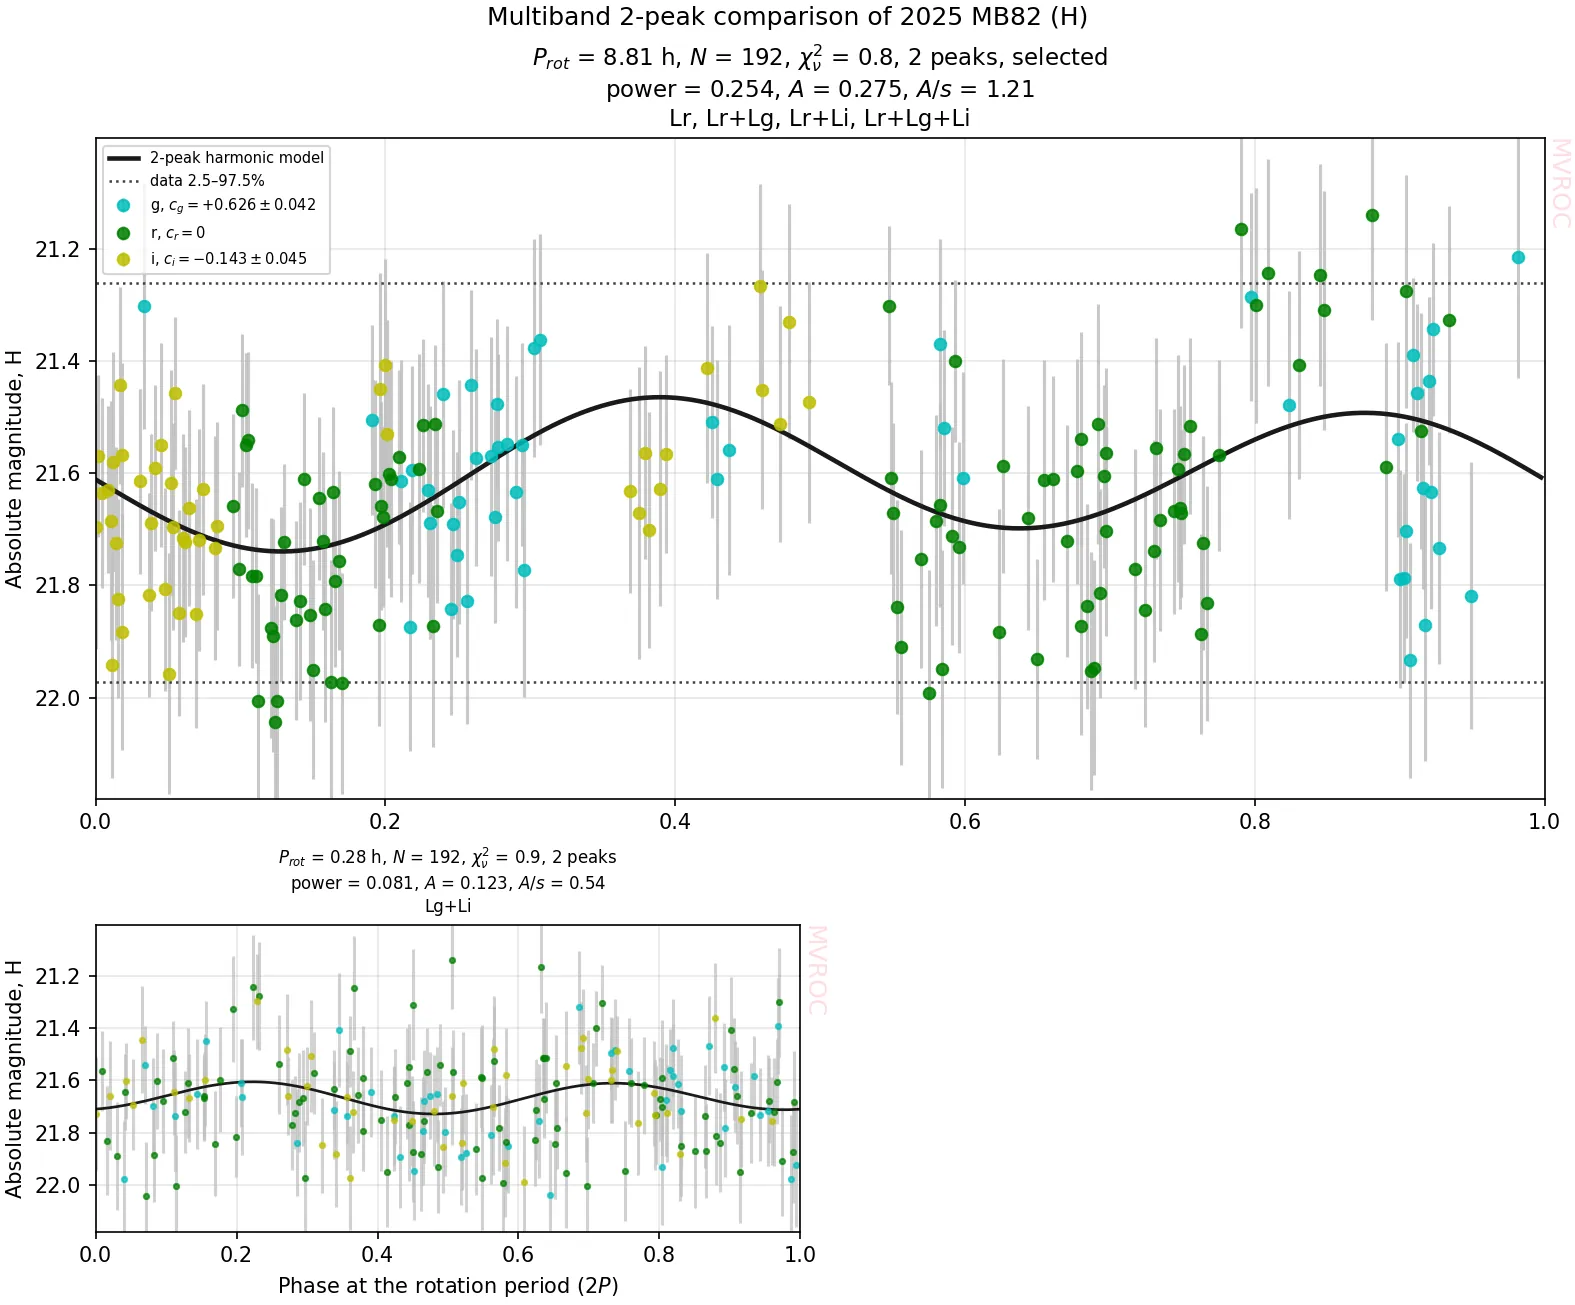 Multiband 2-peak comparison of 2025 MB82 (H)
P_rot = 8.81 h, N = 192, χ²_ν = 0.8, 2 peaks, selected
power = 0.254, A = 0.275, A/s = 1.21
Lr, Lr+Lg, Lr+Li, Lr+Lg+Li
2-peak harmonic model
data 2.5–97.5%
g, c_g = +0.626 ± 0.042
r, c_r = 0
i, c_i = −0.143 ± 0.045
MVROC
Absolute magnitude, H
21.2
21.4
21.6
21.8
22.0
0.0 0.2 0.4 0.6 0.8 1.0
P_rot = 0.28 h, N = 192, χ²_ν = 0.9, 2 peaks
power = 0.081, A = 0.123, A/s = 0.54
Lg+Li
MVROC
Absolute magnitude, H
21.2
21.4
21.6
21.8
22.0
0.0 0.2 0.4 0.6 0.8 1.0
Phase at the rotation period (2P)